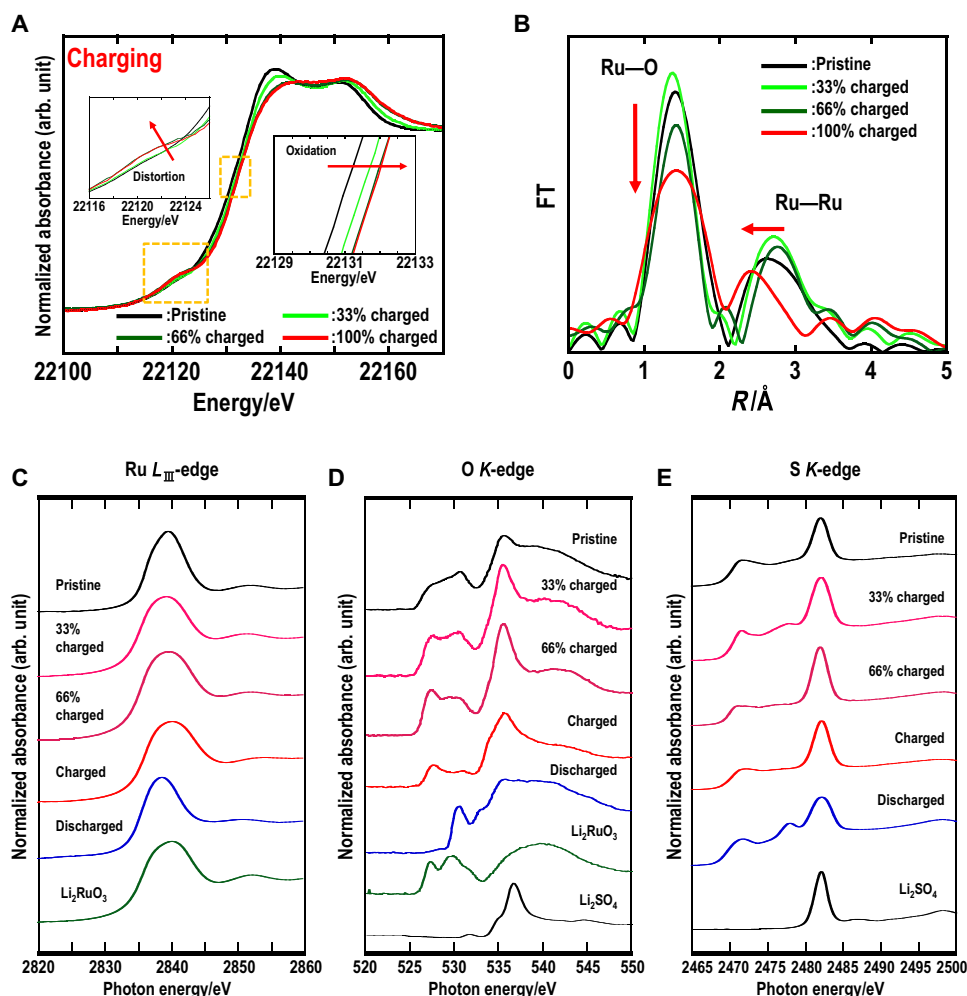 A
Charging
Normalized absorbance (arb. unit)
Distortion
22116 22120 22124
Energy/eV
Oxidation
22129 22131 22133
Energy/eV
:Pristine :33% charged
:66% charged :100% charged
22100 22120 22140 22160
Energy/eV
B
Ru—O
:Pristine
:33% charged
:66% charged
:100% charged
Ru—Ru
FT
0 1 2 3 4 5
R/Å
C
Ru LIII-edge
Normalized absorbance (arb. unit)
Pristine
33%
charged
66%
charged
Charged
Discharged
Li2RuO3
2820 2830 2840 2850 2860
Photon energy/eV
D
O K-edge
Normalized absorbance (arb. unit)
Pristine
33% charged
66% charged
Charged
Discharged
Li2RuO3
Li2SO4
520 525 530 535 540 545 550
Photon energy/eV
E
S K-edge
Normalized absorbance (arb. unit)
Pristine
33% charged
66% charged
Charged
Discharged
Li2SO4
2465 2470 2475 2480 2485 2490 2495 2500
Photon energy/eV